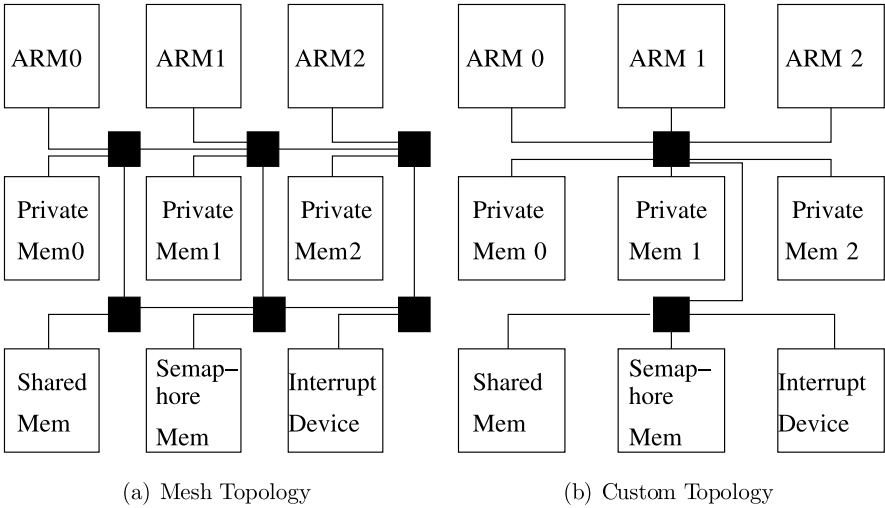 ARM0 ARM1 ARM2 ARM 0 ARM 1 ARM 2
Private Private Private Private Private Private
Mem0 Mem1 Mem2 Mem 0 Mem 1 Mem 2
Shared
Mem
Semap–
hore
Mem
Interrupt
Device
Shared
Mem
Semap–
hore
Mem
Interrupt
Device
(a) Mesh Topology
(b) Custom Topology